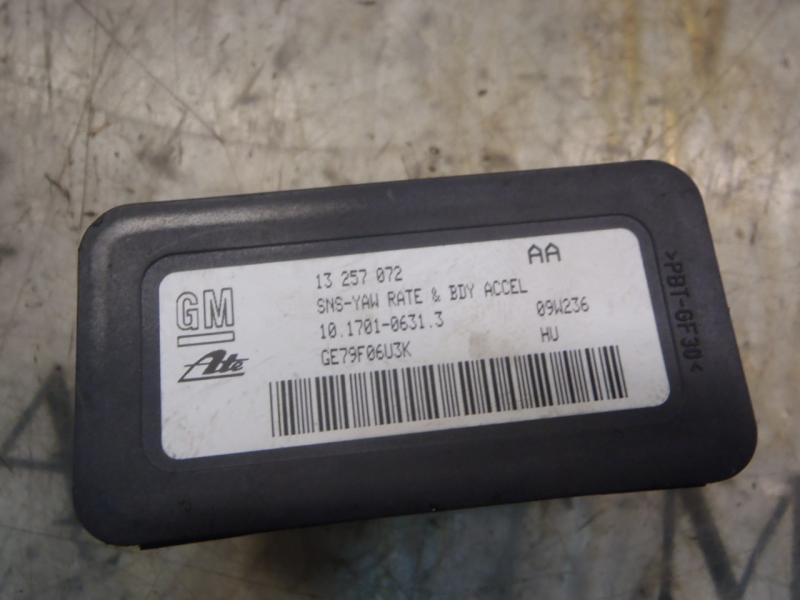 GM
Ate
13 257 072
AA
SNS-YAW RATE & BDY ACCEL
10.1701-0631.3
09W236
GE79F06U3K
HU
>PBT-GF30<